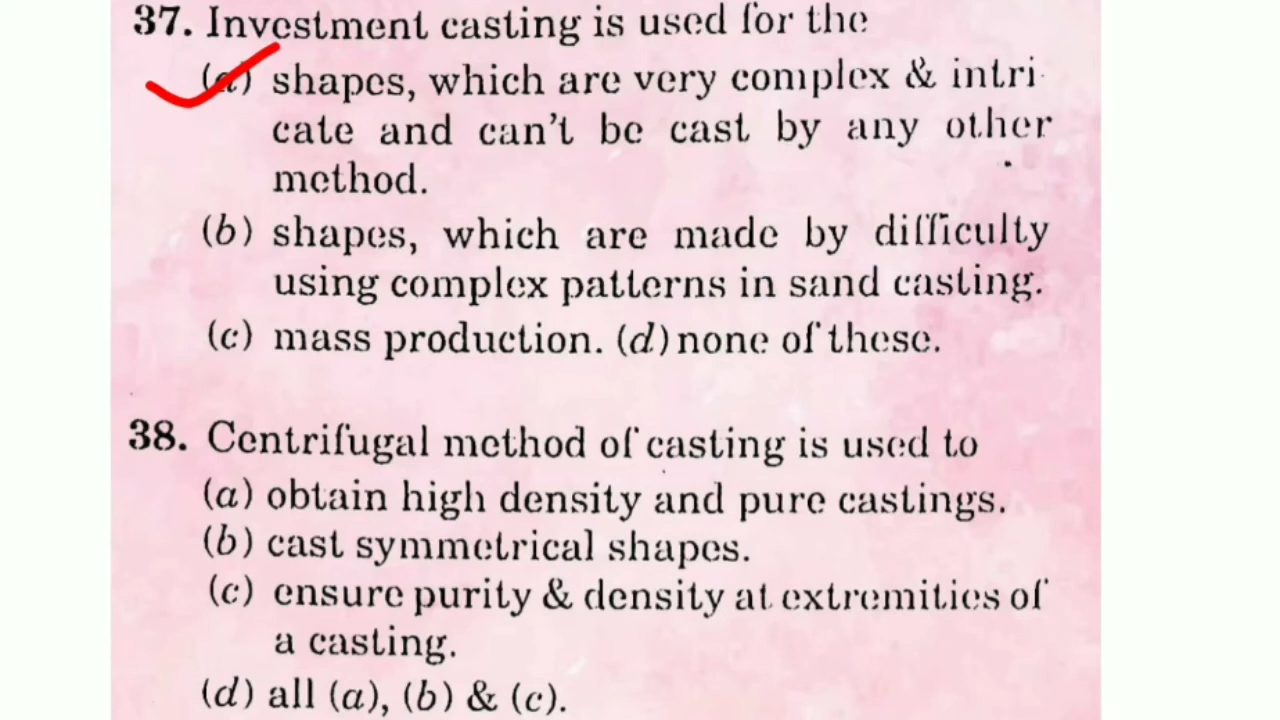 37. Investment casting is used for the
(a) shapes, which are very complex & intri-
cate and can't be cast by any other
method.
(b) shapes, which are made by difficulty
using complex patterns in sand casting.
(c) mass production. (d) none of these.
38. Centrifugal method of casting is used to
(a) obtain high density and pure castings.
(b) cast symmetrical shapes.
(c) ensure purity & density at extremities of
a casting.
(d) all (a), (b) & (c).